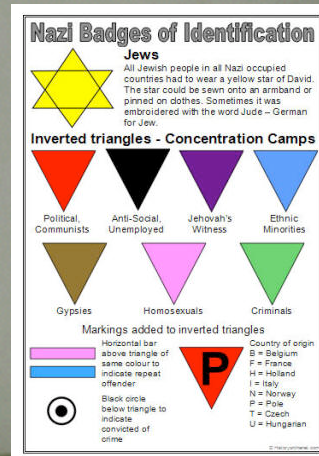 Nazi Badges of Identification
Jews
All Jewish people in all Nazi occupied
countries had to wear a yellow star of David.
The star could be sewn onto an armband or
pinned on clothes. Sometimes it was
embroidered with the word Jude – German
for Jew.
Inverted triangles - Concentration Camps
Political,
Communists
Anti-Social,
Unemployed
Jehovah's
Witness
Ethnic
Minorities
Gypsies
Homosexuals
Criminals
Markings added to inverted triangles
Horizontal bar
above triangle of
same colour to
indicate repeat
offender
Black circle
below triangle to
indicate
convicted of
crime
P
Country of origin
B = Belgium
F = France
H = Holland
I = Italy
N = Norway
P = Pole
T = Czech
U = Hungarian